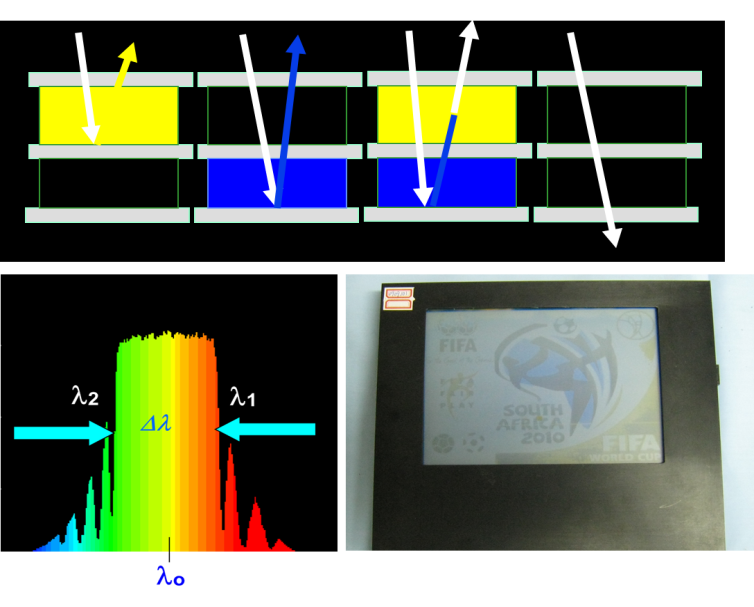 λ2
λ1
Δλ
λo
FIFA
SOUTH
AFRICA
2010
FIFA
WORLD CUP